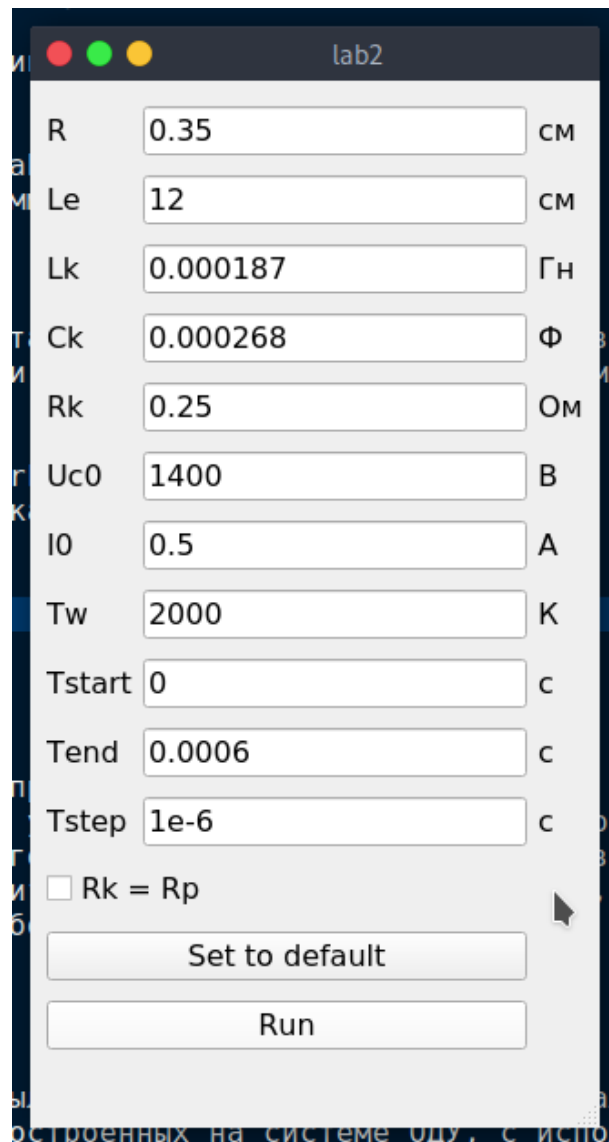 lab2
R 0.35 см
Le 12 см
Lk 0.000187 Гн
Ck 0.000268 Ф
Rk 0.25 Ом
Uc0 1400 В
I0 0.5 А
Tw 2000 К
Tstart 0 с
Tend 0.0006 с
Tstep 1e-6 с
Rk = Rp
Set to default
Run
на системе ОДУ, с